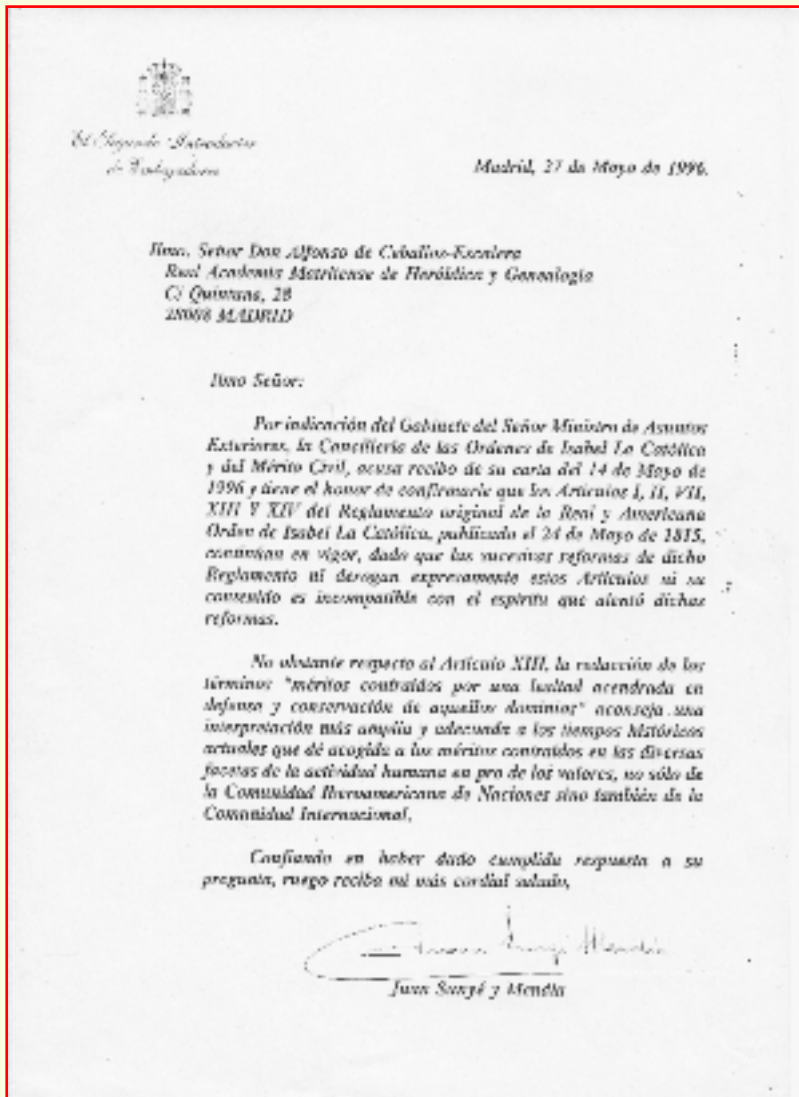 El Segundo Introductor
de Embajadores
Madrid, 27 de Mayo de 1996.
Ilmo. Señor Don Alfonso de Ceballos-Escalera
Real Academia Matritense de Heráldica y Genealogía
C/ Quintana, 28
28008 MADRID
Ilmo Señor:
Por indicación del Gabinete del Señor Ministro de Asuntos
Exteriores, la Cancillería de las Ordenes de Isabel La Católica
y del Mérito Civil, acusa recibo de su carta del 14 de Mayo de
1996 y tiene el honor de confirmarle que los Artículos I, II, VII,
XIII Y XIV del Reglamento original de la Real y Americana
Orden de Isabel La Católica, publicado el 24 de Mayo de 1815,
continúan en vigor, dado que las sucesivas reformas de dicho
Reglamento ni derogan expresamente estos Artículos ni su
contenido es incompatible con el espíritu que alentó dichas
reformas.
No obstante respecto al Artículo XIII, la redacción de los
términos "méritos contraídos por una lealtad acendrada en
defensa y conservación de aquellos dominios" aconseja una
interpretación más amplia y adecuada a los tiempos históricos
actuales que dé acogida a los méritos contraídos en las diversas
facetas de la actividad humana en pro de los valores, no sólo de
la Comunidad Iberoamericana de Naciones sino también de la
Comunidad Internacional.
Confiando en haber dado cumplida respuesta a su
pregunta, ruego reciba mi más cordial saludo,
Juan Sunyé y Mendía